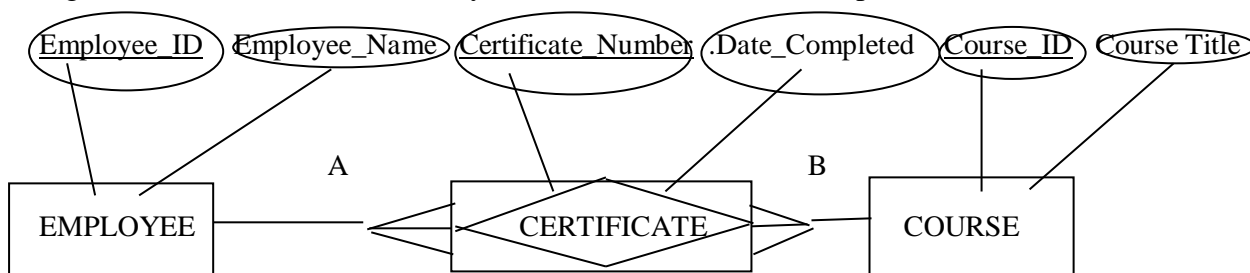 Employee_ID Employee_Name Certificate_Number .Date_Completed Course_ID Course Title
A B
EMPLOYEE CERTIFICATE COURSE